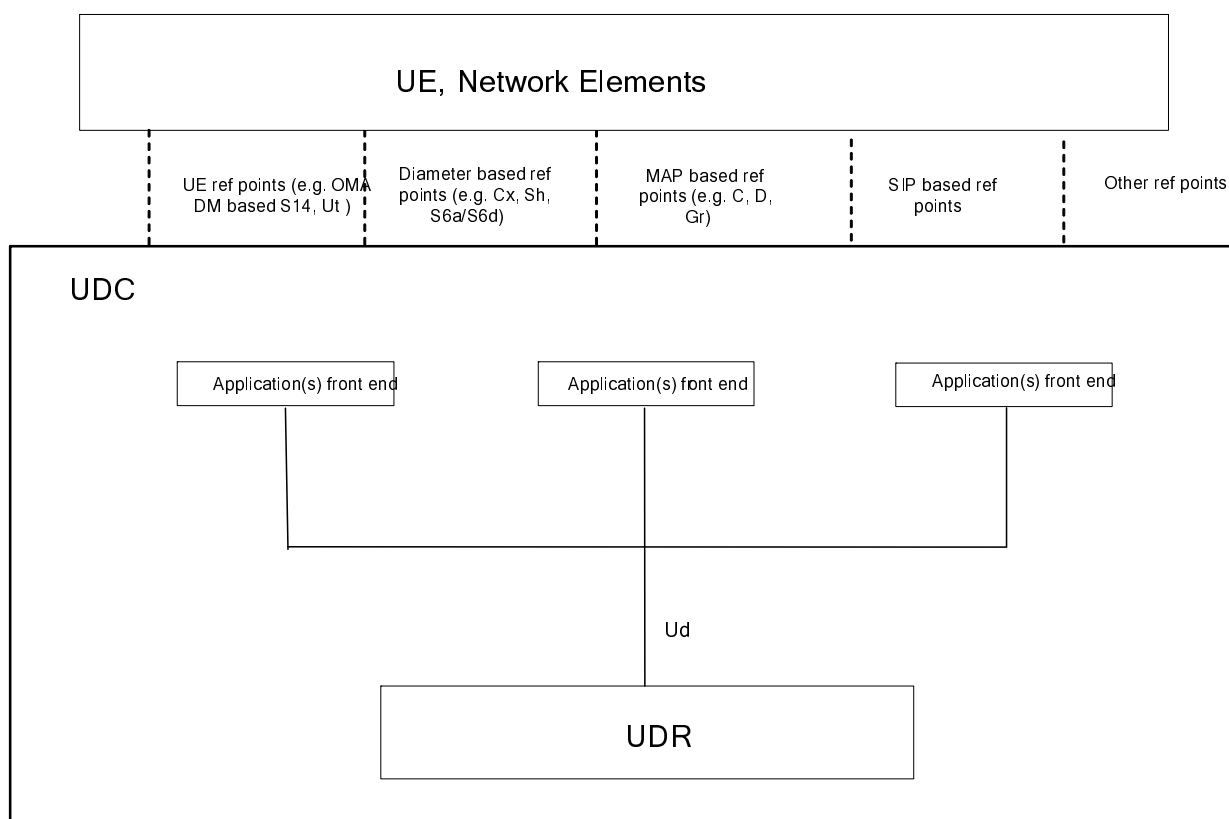 UE, Network Elements
UE ref points (e.g. OMA
DM based S14, Ut )
Diameter based ref
points (e.g. Cx, Sh,
S6a/S6d)
MAP based ref
points (e.g. C, D,
Gr)
SIP based ref
points
Other ref points
UDC
Application(s) front end
Application(s) front end
Application(s) front end
Ud
UDR